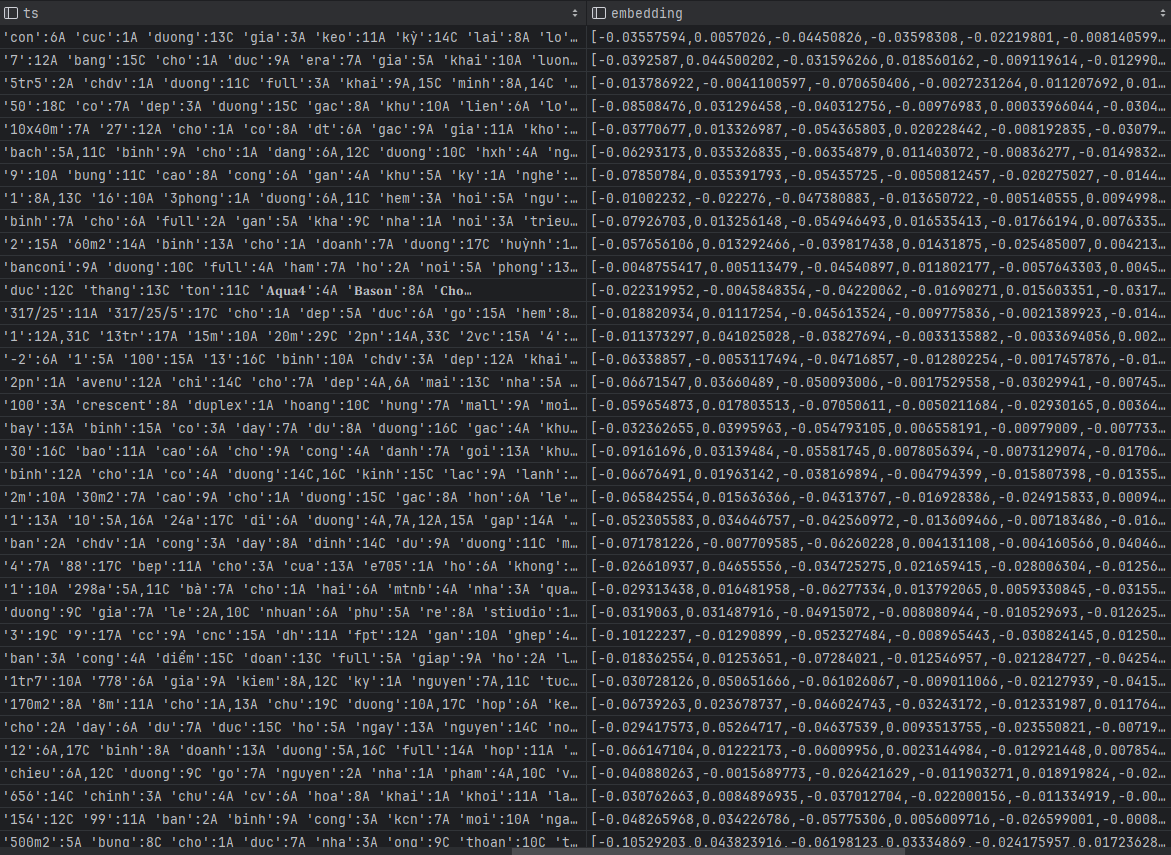 ts embedding
'con':6A 'cuc':1A 'duong':13C 'gia':3A 'keo':11A 'kỳ':14C 'lai':8A 'lo'… [-0.03557594,0.0057026,-0.04450826,-0.03598308,-0.02219801,-0.008140599…
'7':12A 'bang':15C 'cho':1A 'duc':9A 'era':7A 'gia':5A 'khai':10A 'luon… [-0.0392587,0.044500202,-0.031596266,0.018560162,-0.009119614,-0.012990…
'5tr5':2A 'chdv':1A 'duong':11C 'full':3A 'khai':9A,15C 'minh':8A,14C '… [-0.013786922,-0.0041100597,-0.070650406,-0.0027231264,0.011207692,0.01…
'50':18C 'co':7A 'dep':3A 'duong':15C 'gac':8A 'khu':10A 'lien':6A 'lo'… [-0.08508476,0.031296458,-0.040312756,-0.00976983,0.00033966044,-0.0304…
'10x40m':7A '27':12A 'cho':1A 'co':8A 'dt':6A 'gac':9A 'gia':11A 'kho':… [-0.03770677,0.013326987,-0.054365803,0.020228442,-0.008192835,-0.03079…
'bach':5A,11C 'binh':9A 'cho':1A 'dang':6A,12C 'duong':10C 'hxh':4A 'ng… [-0.06293173,0.035326835,-0.06354879,0.011403072,-0.00836277,-0.0149832…
'9':10A 'bung':11C 'cao':8A 'cong':6A 'gan':4A 'khu':5A 'ky':1A 'nghe':… [-0.07850784,0.035391793,-0.05435725,-0.0050812457,-0.020275027,-0.0144…
'1':8A,13C '16':10A '3phong':1A 'duong':6A,11C 'hem':3A 'hoi':5A 'ngu':… [-0.01002232,-0.022276,-0.047380883,-0.013650722,-0.005140555,0.0094998…
'binh':7A 'cho':6A 'full':2A 'gan':5A 'kha':9C 'nha':1A 'noi':3A 'trieu… [-0.07926703,0.013256148,-0.054946493,0.016535413,-0.01766194,0.0076335…
'2':15A '60m2':14A 'binh':13A 'cho':1A 'doanh':7A 'duong':17C 'huỳnh':1… [-0.057656106,0.013292466,-0.039817438,0.01431875,-0.025485007,0.004213…
'banconi':9A 'duong':10C 'full':4A 'ham':7A 'ho':2A 'noi':5A 'phong':13… [-0.0048755417,0.005113479,-0.04540897,0.011802177,-0.0057643303,0.0045…
'duc':12C 'thang':13C 'ton':11C '𝐀𝐪𝐮𝐚𝟒':4A '𝐁𝐚𝐬𝐨𝐧':8A '𝐂𝐡𝐨… [-0.022319952,-0.0045848354,-0.04220062,-0.01690271,0.015603351,-0.0317…
'317/25':11A '317/25/5':17C 'cho':1A 'dep':5A 'duc':6A 'go':15A 'hem':8… [-0.018820934,0.01117254,-0.045613524,-0.009775836,-0.0021389923,-0.014…
'1':12A,31C '13tr':17A '15m':10A '20m':29C '2pn':14A,33C '2vc':15A '4':… [-0.011373297,0.041025028,-0.03827694,-0.0033135882,-0.0033694056,0.002…
'-2':6A '1':5A '100':15A '13':16C 'binh':10A 'chdv':3A 'dep':12A 'khai'… [-0.06338857,-0.0053117494,-0.04716857,-0.012802254,-0.0017457876,-0.01…
'2pn':1A 'avenu':12A 'chi':14C 'cho':7A 'dep':4A,6A 'mai':13C 'nha':5A … [-0.06671547,0.03660489,-0.050093006,-0.0017529558,-0.03029941,-0.00745…
'100':3A 'crescent':8A 'duplex':1A 'hoang':10C 'hung':7A 'mall':9A 'moi… [-0.059654873,0.017803513,-0.07050611,-0.0050211684,-0.02930165,0.00364…
'bay':13A 'binh':15A 'co':3A 'day':7A 'du':8A 'duong':16C 'gac':4A 'khu… [-0.032362655,0.03995963,-0.054793105,0.006558191,-0.00979009,-0.007733…
'30':16C 'bao':11A 'cao':6A 'cho':9A 'cong':4A 'danh':7A 'goi':13A 'khu… [-0.09161696,0.03139484,-0.05581745,0.0078056394,-0.0073129074,-0.01706…
'binh':12A 'cho':1A 'co':4A 'duong':14C,16C 'kinh':15C 'lac':9A 'lanh':… [-0.06676491,0.01963142,-0.038169894,-0.004794399,-0.015807398,-0.01355…
'2m':10A '30m2':7A 'cao':9A 'cho':1A 'duong':15C 'gac':8A 'hon':6A 'le'… [-0.065842554,0.015636366,-0.04313767,-0.016928386,-0.024915833,0.00094…
'1':13A '10':5A,16A '24a':17C 'di':6A 'duong':4A,7A,12A,15A 'gap':14A '… [-0.052305583,0.034646757,-0.042560972,-0.013609466,-0.007183486,-0.016…
'ban':2A 'chdv':1A 'cong':3A 'day':8A 'dinh':14C 'du':9A 'duong':11C 'm… [-0.071781226,-0.007709585,-0.06260228,0.004131108,-0.004160566,0.04046…
'4':7A '88':17C 'bep':11A 'cho':3A 'cua':13A 'e705':1A 'ho':6A 'khong':… [-0.026610937,0.04655556,-0.034725275,0.021659415,-0.028006304,-0.01256…
'1':10A '298a':5A,11C 'bà':7A 'cho':1A 'hai':6A 'mtnb':4A 'nha':3A 'qua… [-0.029313438,0.016481958,-0.06277334,0.013792065,0.0059330845,-0.03155…
'duong':9C 'gia':7A 'le':2A,10C 'nhuan':6A 'phu':5A 're':8A 'stiudio':1… [-0.0319063,0.031487916,-0.04915072,-0.008080944,-0.010529693,-0.012625…
'3':19C '9':17A 'cc':9A 'cnc':15A 'dh':11A 'fpt':12A 'gan':10A 'ghep':4… [-0.10122237,-0.01290899,-0.052327484,-0.008965443,-0.030824145,0.01250…
'ban':3A 'cong':4A 'diểm':15C 'doan':13C 'full':5A 'giap':9A 'ho':2A 'l… [-0.018362554,0.01253651,-0.07284021,-0.012546957,-0.021284727,-0.04254…
'1tr7':10A '778':6A 'gia':9A 'kiem':8A,12C 'ky':1A 'nguyen':7A,11C 'tuc… [-0.030728126,0.050651666,-0.061026067,-0.009011066,-0.02127939,-0.0415…
'170m2':8A '8m':11A 'cho':1A,13A 'chu':19C 'duong':10A,17C 'hop':6A 'ke… [-0.06739263,0.023678737,-0.046024743,-0.03243172,-0.012331987,0.011764…
'cho':2A 'day':6A 'du':7A 'duc':15C 'ho':5A 'ngay':13A 'nguyen':14C 'no… [-0.029417573,0.05264717,-0.04637539,0.0093513755,-0.023550821,-0.00719…
'12':6A,17C 'binh':8A 'doanh':13A 'duong':5A,16C 'full':14A 'hop':11A '… [-0.066147104,0.01222173,-0.06009956,0.0023144984,-0.012921448,0.007854…
'chieu':6A,12C 'duong':9C 'go':7A 'nguyen':2A 'nha':1A 'pham':4A,10C 'v… [-0.040880263,-0.0015689773,-0.026421629,-0.011903271,0.018919824,-0.02…
'656':14C 'chinh':3A 'chu':4A 'cv':6A 'hoa':8A 'khai':1A 'khoi':11A 'la… [-0.030762663,0.0084896935,-0.037012704,-0.022000156,-0.011334919,-0.00…
'154':12C '99':11A 'ban':2A 'binh':9A 'cong':3A 'kcn':7A 'moi':10A 'nga… [-0.048265968,0.034226786,-0.05775306,0.0056009716,-0.026599001,-0.0008…
'500m2':5A 'bung':8C 'cho':1A 'duc':7A 'nha':3A 'ong':9C 'thoan':10C 't… [-0.10529203,0.043823916,-0.06198123,0.03334869,-0.024175957,0.01723628…